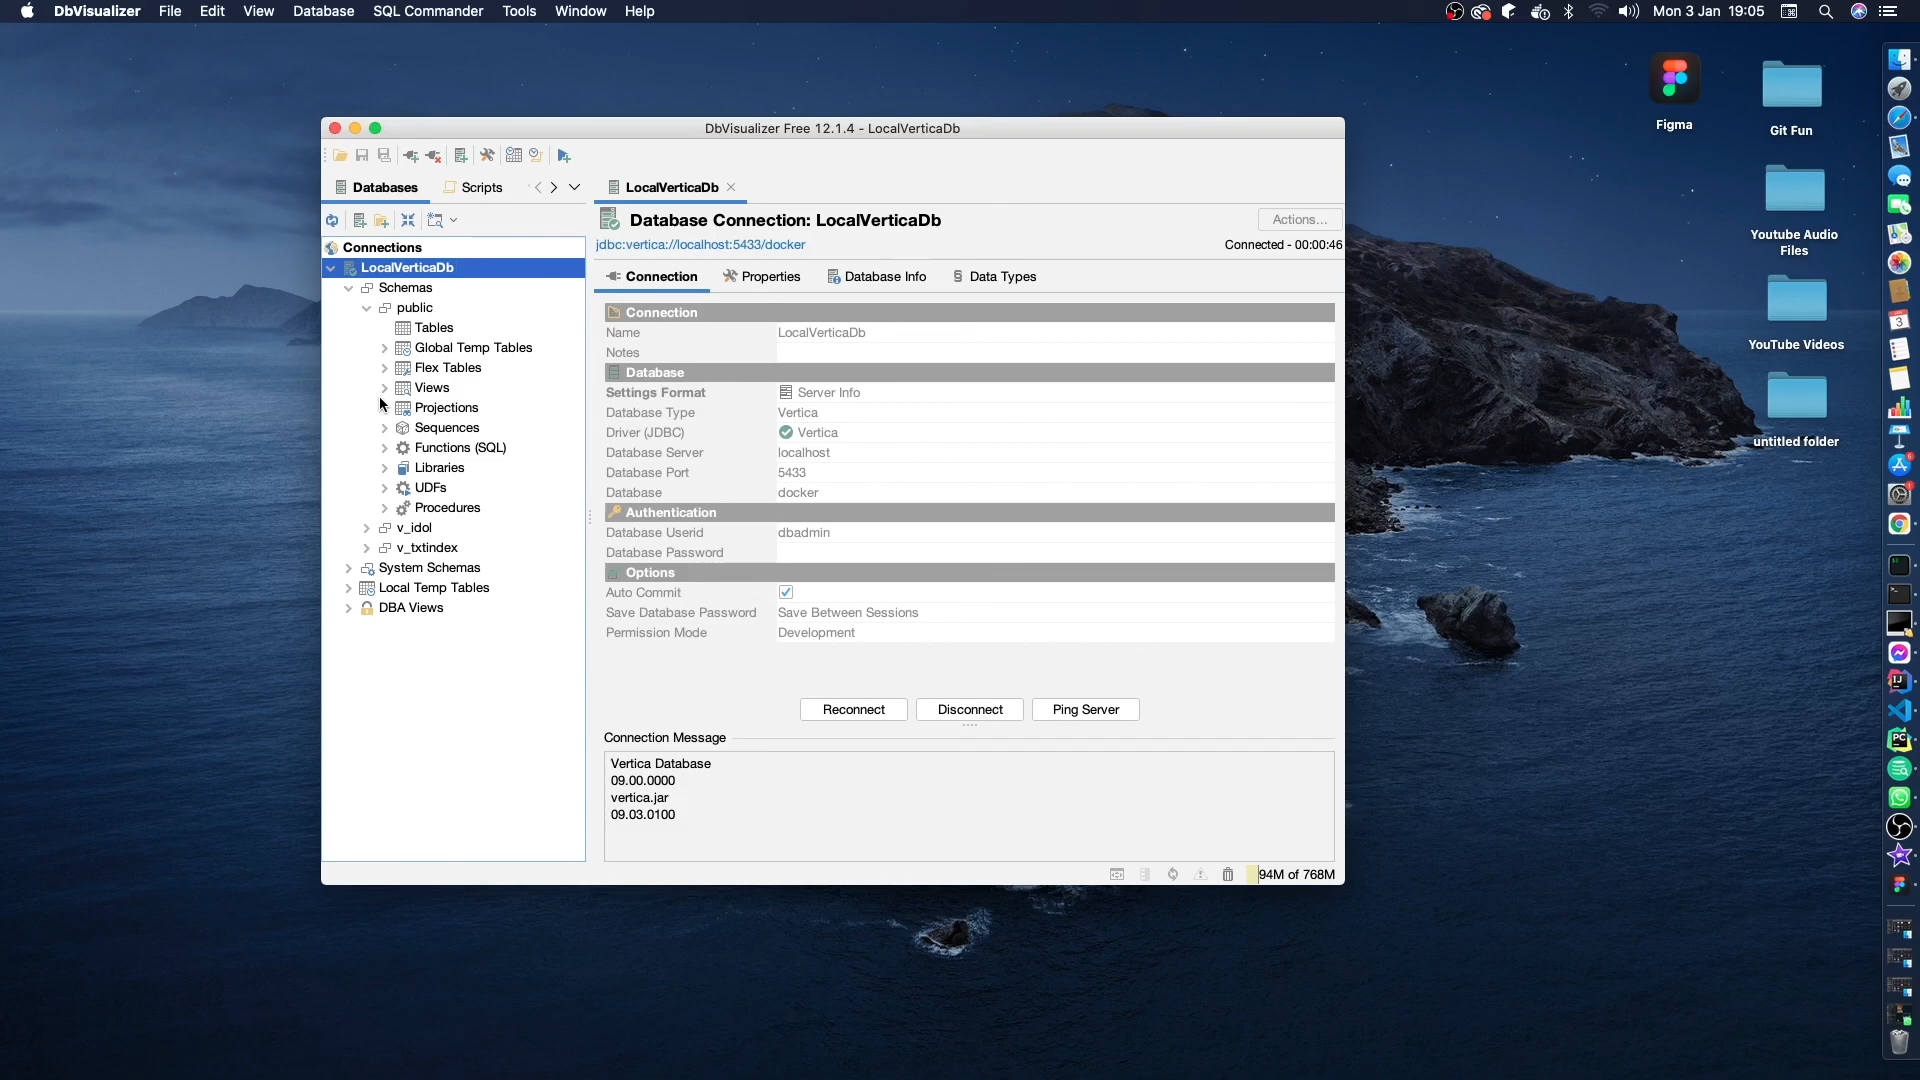 DbVisualizer File Edit View Database SQL Commander Tools Window Help Mon 3 Jan 19:05
Figma
Git Fun
Youtube Audio
Files
YouTube Videos
untitled folder
DbVisualizer Free 12.1.4 - LocalVerticaDb
Databases Scripts
LocalVerticaDb
Database Connection: LocalVerticaDb Actions...
jdbc:vertica://localhost:5433/docker Connected - 00:00:46
Connection Properties Database Info Data Types
Connections
LocalVerticaDb
Schemas
public
Tables
Global Temp Tables
Flex Tables
Views
Projections
Sequences
Functions (SQL)
Libraries
UDFs
Procedures
v_idol
v_txtindex
System Schemas
Local Temp Tables
DBA Views
Connection
Name LocalVerticaDb
Notes
Database
Settings Format Server Info
Database Type Vertica
Driver (JDBC) Vertica
Database Server localhost
Database Port 5433
Database docker
Authentication
Database Userid dbadmin
Database Password
Options
Auto Commit
Save Database Password Save Between Sessions
Permission Mode Development
Reconnect Disconnect Ping Server
Connection Message
Vertica Database
09.00.0000
vertica.jar
09.03.0100
94M of 768M